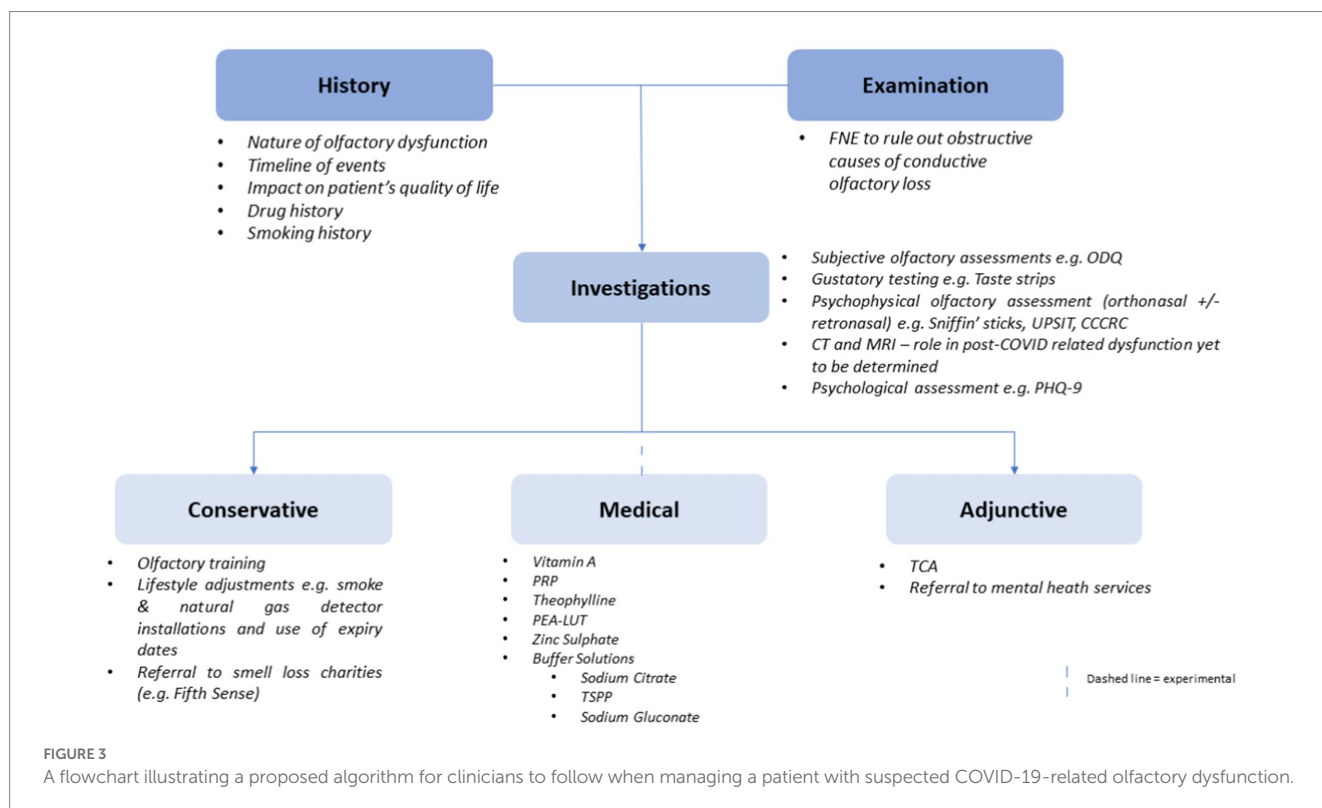 History
• Nature of olfactory dysfunction
• Timeline of events
• Impact on patient's quality of life
• Drug history
• Smoking history
Examination
• FNE to rule out obstructive
causes of conductive
olfactory loss
Investigations
• Subjective olfactory assessments e.g. ODQ
• Gustatory testing e.g. Taste strips
• Psychophysical olfactory assessment (orthonasal +/-
retronasal) e.g. Sniffin' sticks, UPSIT, CCCRC
• CT and MRI – role in post-COVID related dysfunction yet
to be determined
• Psychological assessment e.g. PHQ-9
Conservative
• Olfactory training
• Lifestyle adjustments e.g. smoke
& natural gas detector
installations and use of expiry
dates
• Referral to smell loss charities
(e.g. Fifth Sense)
Medical
• Vitamin A
• PRP
• Theophylline
• PEA-LUT
• Zinc Sulphate
• Buffer Solutions
• Sodium Citrate
• TSPP
• Sodium Gluconate
Adjunctive
• TCA
• Referral to mental heath services
Dashed line = experimental
FIGURE 3
A flowchart illustrating a proposed algorithm for clinicians to follow when managing a patient with suspected COVID-19-related olfactory dysfunction.